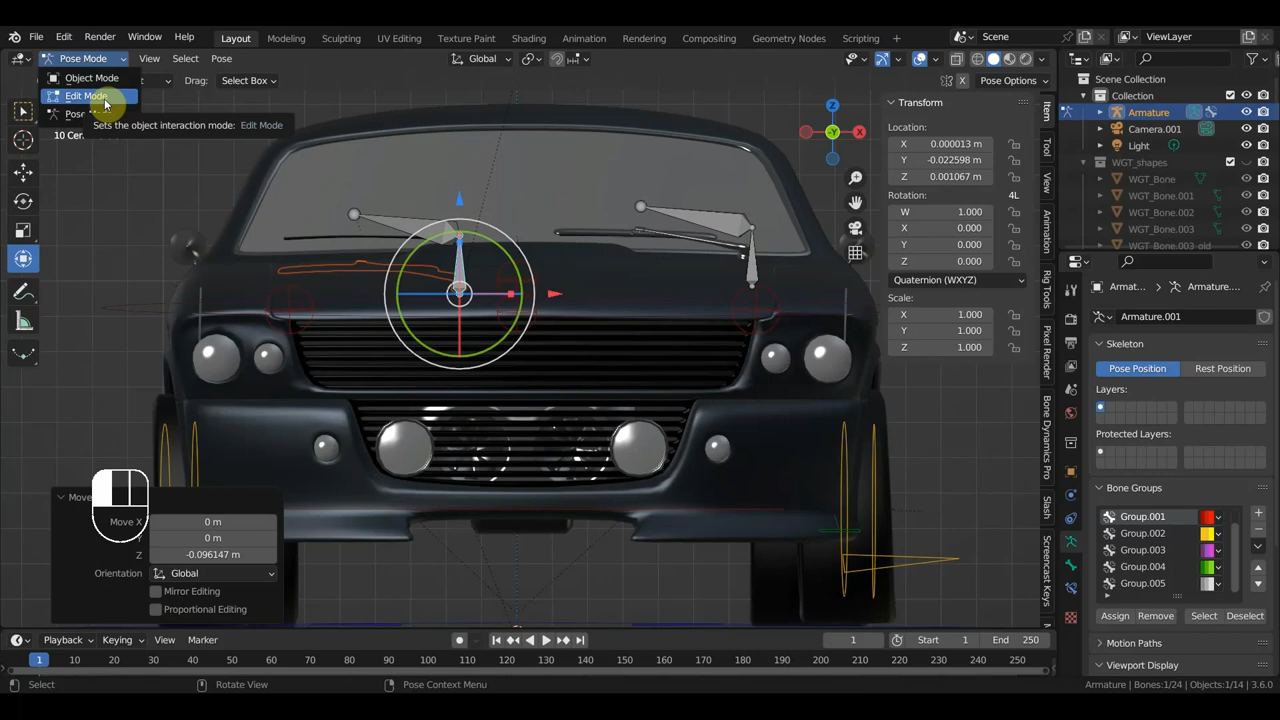 File Edit Render Window Help
Layout Modeling Sculpting UV Editing Texture Paint Shading Animation Rendering Compositing Geometry Nodes Scripting +
Scene
ViewLayer
Pose Mode View Select Pose
Global
Object Mode
Drag: Select Box
X Pose Options
Edit Mode
Sets the object interaction mode: Edit Mode
Transform
Location:
X 0.000013 m
Y -0.022598 m
Z 0.001067 m
Rotation: 4L
W 1.000
X 0.000
Y 0.000
Z 0.000
Quaternion (WXYZ)
Scale:
X 1.000
Y 1.000
Z 1.000
Z
-Y
X
Item
Tool
View
Animation
Rig Tools
Pixel Render
Bone Dynamics Pro
Slash
Screencast Keys
Scene Collection
Collection
Armature
Camera.001
Light
WGT_shapes
WGT_Bone
WGT_Bone.001
WGT_Bone.002
WGT_Bone.003
WGT_Bone.003_old
Armat... Armature....
Armature.001
Skeleton
Pose Position Rest Position
Layers:
Protected Layers:
Bone Groups
Group.001
Group.002
Group.003
Group.004
Group.005
Assign Remove Select Deselect
Motion Paths
Viewport Display
Move X 0 m
0 m
Z -0.096147 m
Orientation Global
Mirror Editing
Proportional Editing
Playback Keying View Marker
1 Start 1 End 250
1 10 20 30 40 50 60 70 80 90 100 110 120 130 140 150 160 170 180 190 200 210 220 230 240 250
Select Rotate View Pose Context Menu
Armature | Bones:1/24 | Objects:1/14 | 3.6.0